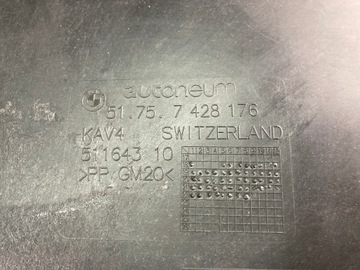 autoneum
51.75. 7 428 176
KAV4 SWITZERLAND
511643 10
>PP GM20<